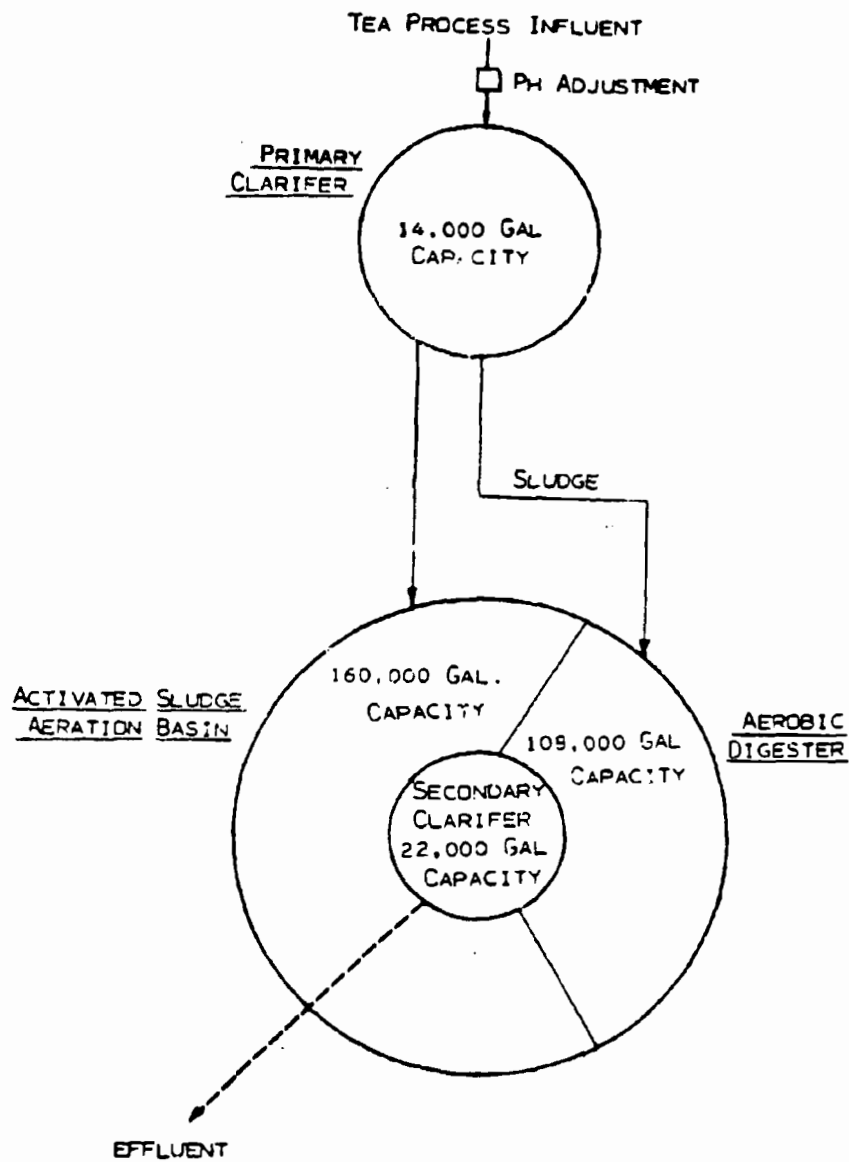 TEA PROCESS INFLUENT
PH ADJUSTMENT
PRIMARY
CLARIFER
14,000 GAL
CAPACITY
SLUDGE
160,000 GAL.
CAPACITY
ACTIVATED SLUDGE
AERATION BASIN
109,000 GAL
CAPACITY
AEROBIC
DIGESTER
SECONDARY
CLARIFER
22,000 GAL
CAPACITY
EFFLUENT